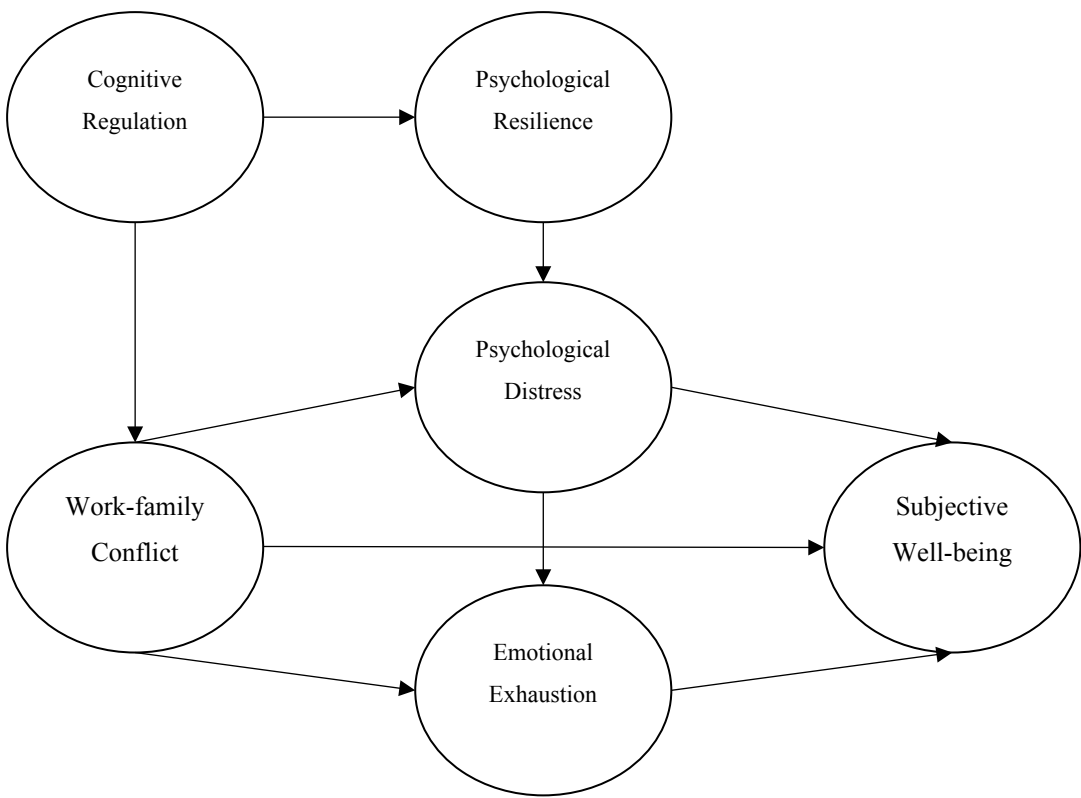 Cognitive
Regulation
Psychological
Resilience
Psychological
Distress
Work-family
Conflict
Subjective
Well-being
Emotional
Exhaustion